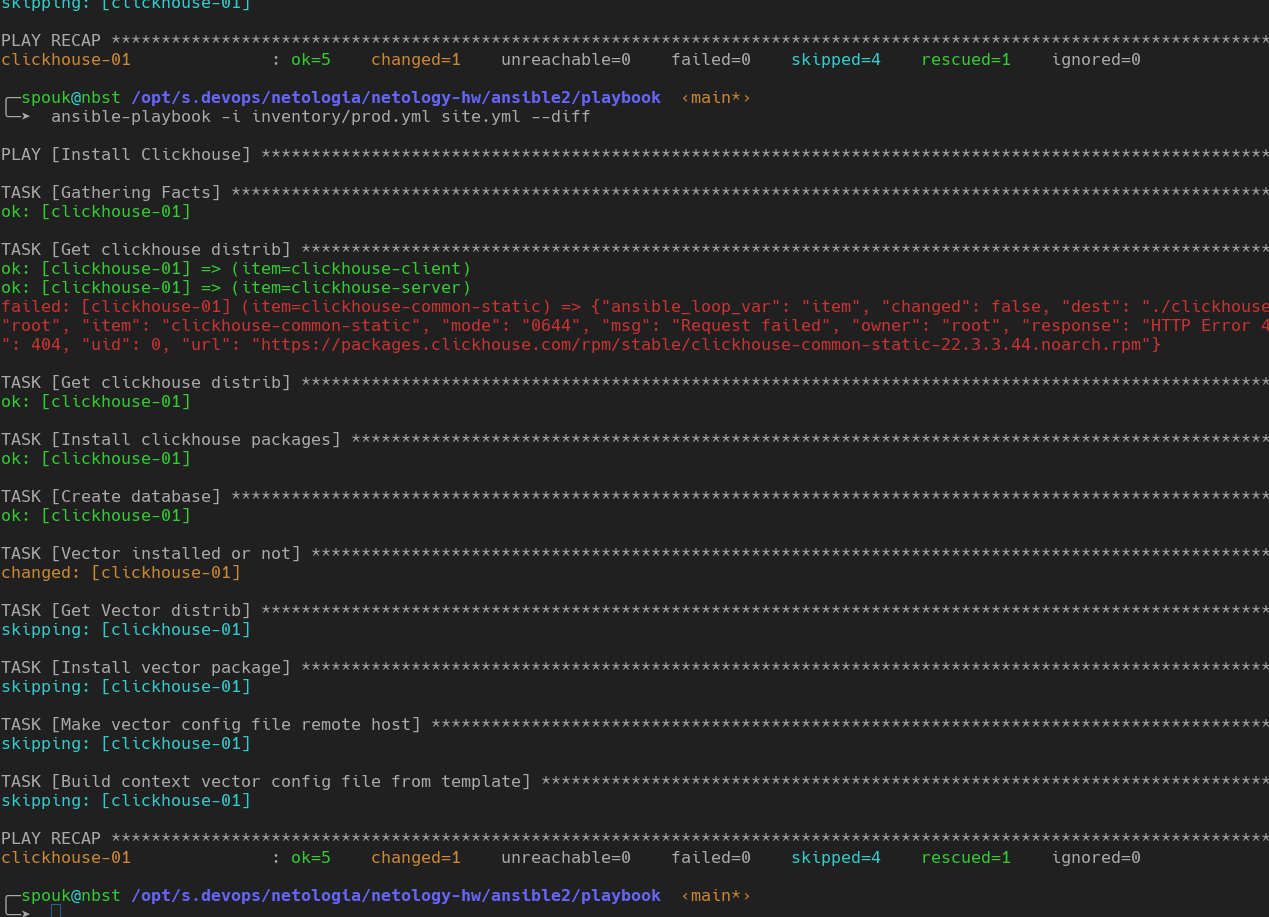 skipping: [clickhouse-01]
PLAY RECAP *********************************************************************************************************************
clickhouse-01 : ok=5 changed=1 unreachable=0 failed=0 skipped=4 rescued=1 ignored=0
╭─spouk@nbst /opt/s.devops/netologia/netology-hw/ansible2/playbook ‹main*›
╰─➤ ansible-playbook -i inventory/prod.yml site.yml --diff
PLAY [Install Clickhouse] ******************************************************************************************************
TASK [Gathering Facts] *********************************************************************************************************
ok: [clickhouse-01]
TASK [Get clickhouse distrib] **************************************************************************************************
ok: [clickhouse-01] => (item=clickhouse-client)
ok: [clickhouse-01] => (item=clickhouse-server)
failed: [clickhouse-01] (item=clickhouse-common-static) => {"ansible_loop_var": "item", "changed": false, "dest": "./clickhouse
"root", "item": "clickhouse-common-static", "mode": "0644", "msg": "Request failed", "owner": "root", "response": "HTTP Error 4
": 404, "uid": 0, "url": "https://packages.clickhouse.com/rpm/stable/clickhouse-common-static-22.3.3.44.noarch.rpm"}
TASK [Get clickhouse distrib] **************************************************************************************************
ok: [clickhouse-01]
TASK [Install clickhouse packages] *********************************************************************************************
ok: [clickhouse-01]
TASK [Create database] *********************************************************************************************************
ok: [clickhouse-01]
TASK [Vector installed or not] *************************************************************************************************
changed: [clickhouse-01]
TASK [Get Vector distrib] ******************************************************************************************************
skipping: [clickhouse-01]
TASK [Install vector package] **************************************************************************************************
skipping: [clickhouse-01]
TASK [Make vector config file remote host] *************************************************************************************
skipping: [clickhouse-01]
TASK [Build context vector config file from template] **************************************************************************
skipping: [clickhouse-01]
PLAY RECAP *********************************************************************************************************************
clickhouse-01 : ok=5 changed=1 unreachable=0 failed=0 skipped=4 rescued=1 ignored=0
╭─spouk@nbst /opt/s.devops/netologia/netology-hw/ansible2/playbook ‹main*›
╰─➤